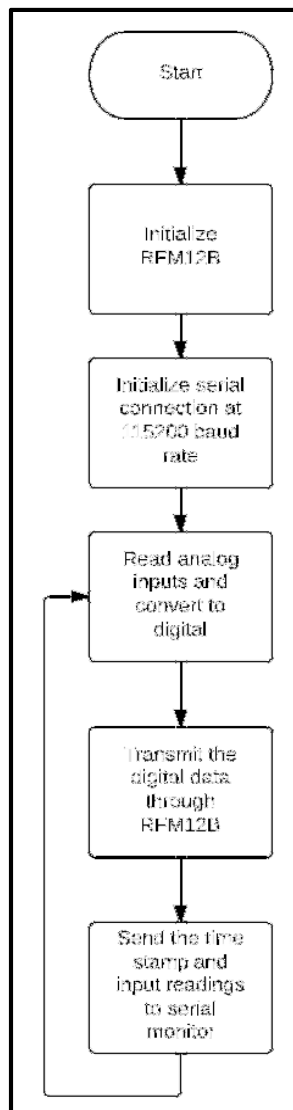 Start
Initialize
RFM12B
Initialize serial
connection at
115200 baud
rate
Read analog
inputs and
convert to
digital
Transmit the
digital data
through
RFM12B
Send the time
stamp and
input readings
to serial
monitor